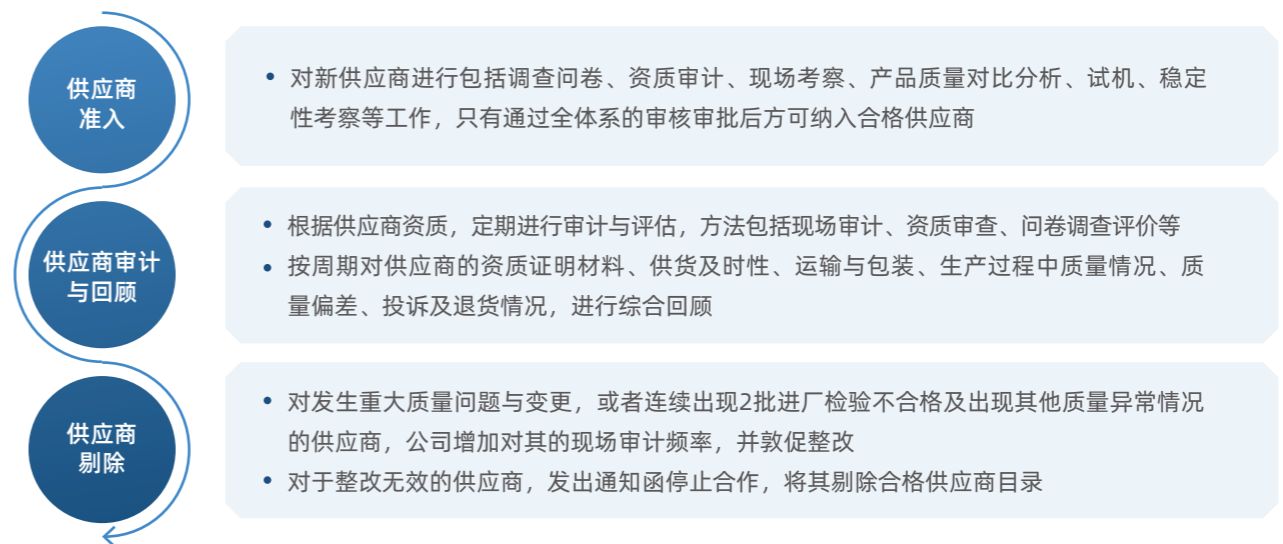 供应商
准入
• 对新供应商进行包括调查问卷、资质审计、现场考察、产品质量对比分析、试机、稳定
性考察等工作，只有通过全体系的审核审批后方可纳入合格供应商
供应商审计
与回顾
• 根据供应商资质，定期进行审计与评估，方法包括现场审计、资质审查、问卷调查评价等
• 按周期对供应商的资质证明材料、供货及时性、运输与包装、生产过程中质量情况、质
量偏差、投诉及退货情况，进行综合回顾
供应商
剔除
• 对发生重大质量问题与变更，或者连续出现2批进厂检验不合格及出现其他质量异常情况
的供应商，公司增加对其的现场审计频率，并敦促整改
• 对于整改无效的供应商，发出通知函停止合作，将其剔除合格供应商目录